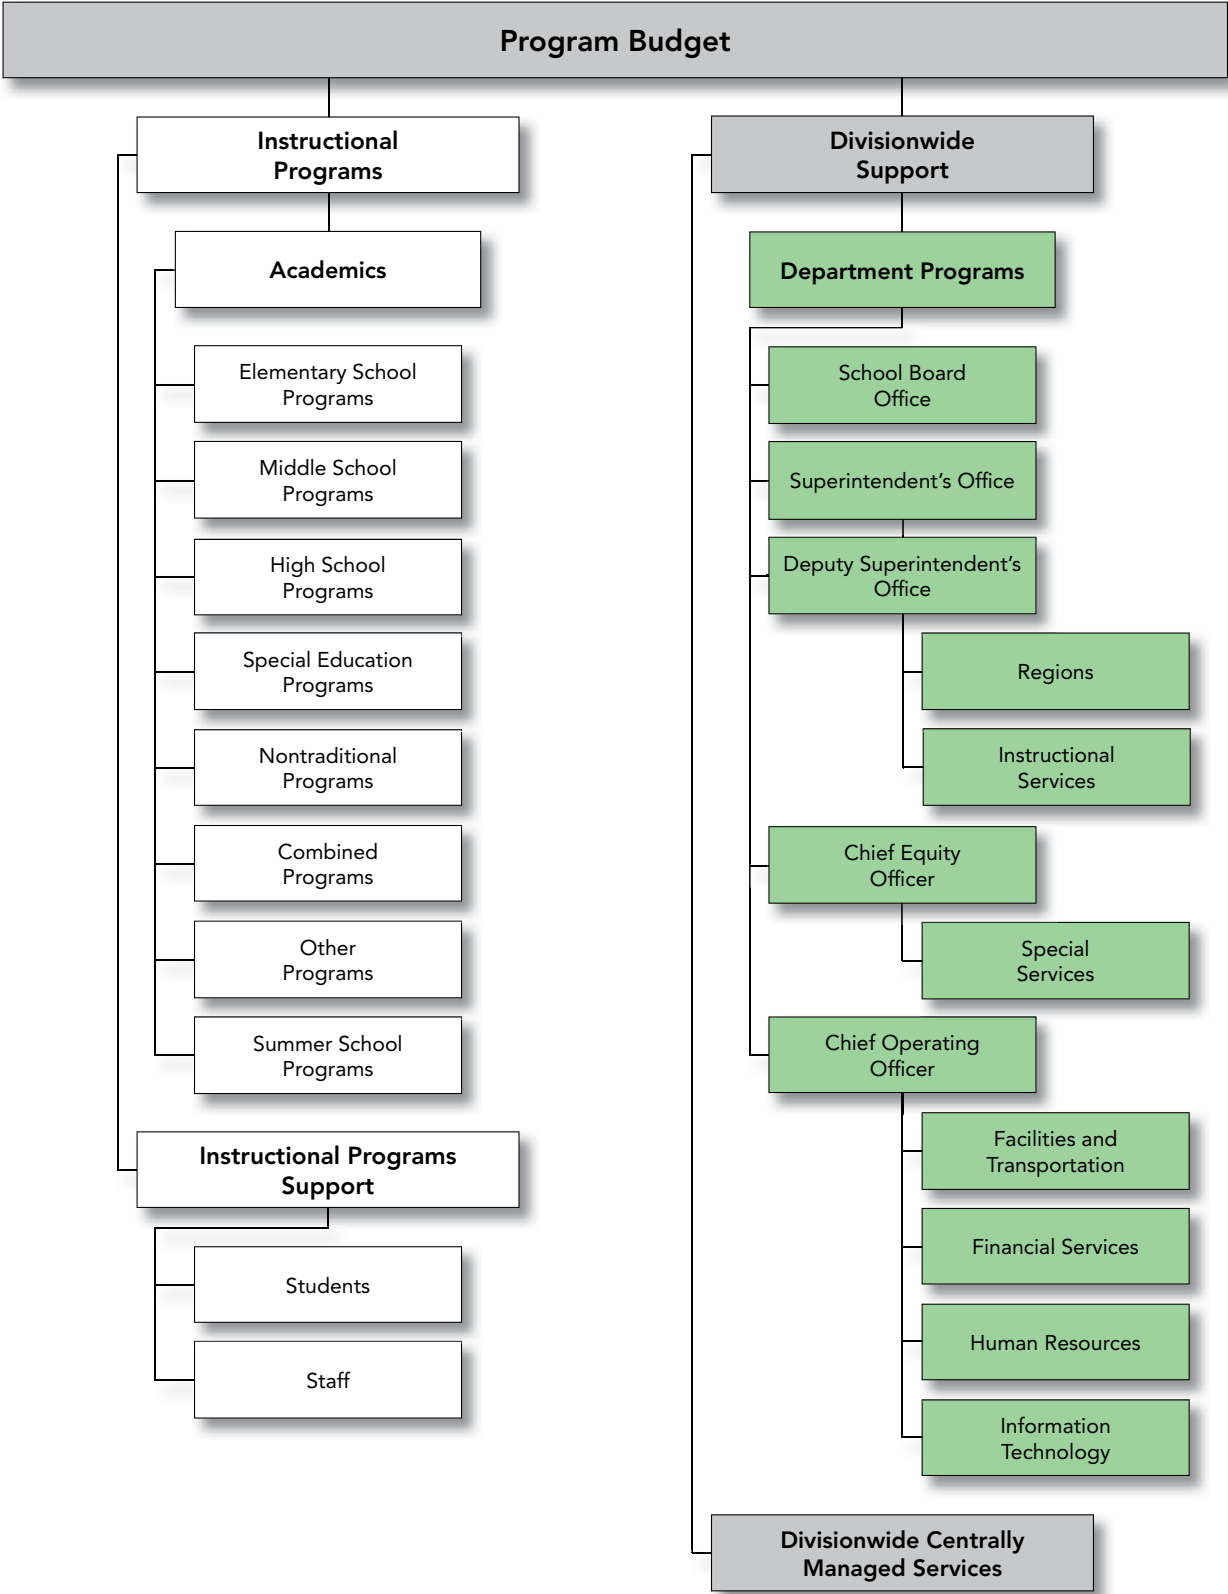 Program Budget
Instructional
Programs
Academics
Elementary School
Programs
Middle School
Programs
High School
Programs
Special Education
Programs
Nontraditional
Programs
Combined
Programs
Other
Programs
Summer School
Programs
Instructional Programs
Support
Students
Staff
Divisionwide
Support
Department Programs
School Board
Office
Superintendent’s Office
Deputy Superintendent’s
Office
Regions
Instructional
Services
Chief Equity
Officer
Special
Services
Chief Operating
Officer
Facilities and
Transportation
Financial Services
Human Resources
Information
Technology
Divisionwide Centrally
Managed Services